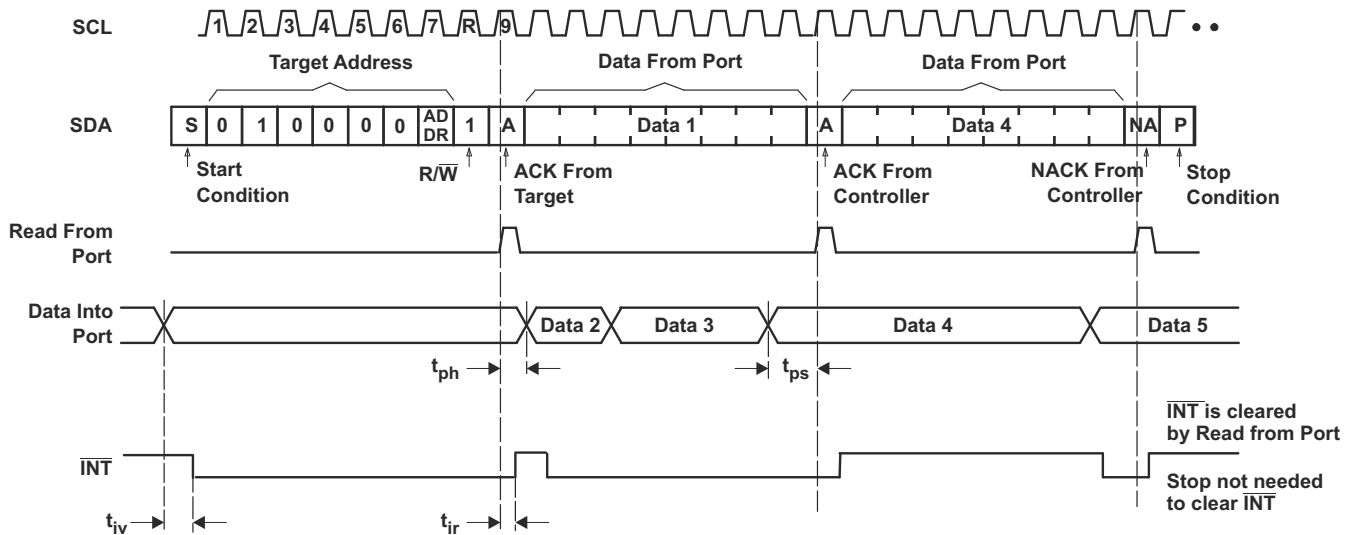 SCL
1 2 3 4 5 6 7 R 9
Target Address
Data From Port
Data From Port
SDA
S 0 1 0 0 0 0 AD DR 1 A Data 1 A Data 4 NA P
Start Condition
R/W̅
ACK From Target
ACK From Controller
NACK From Controller
Stop Condition
Read From Port
Data Into Port
Data 2
Data 3
Data 4
Data 5
tph
tps
I̅N̅T̅ is cleared
by Read from Port
I̅N̅T̅
Stop not needed
to clear I̅N̅T̅
tiv
tir